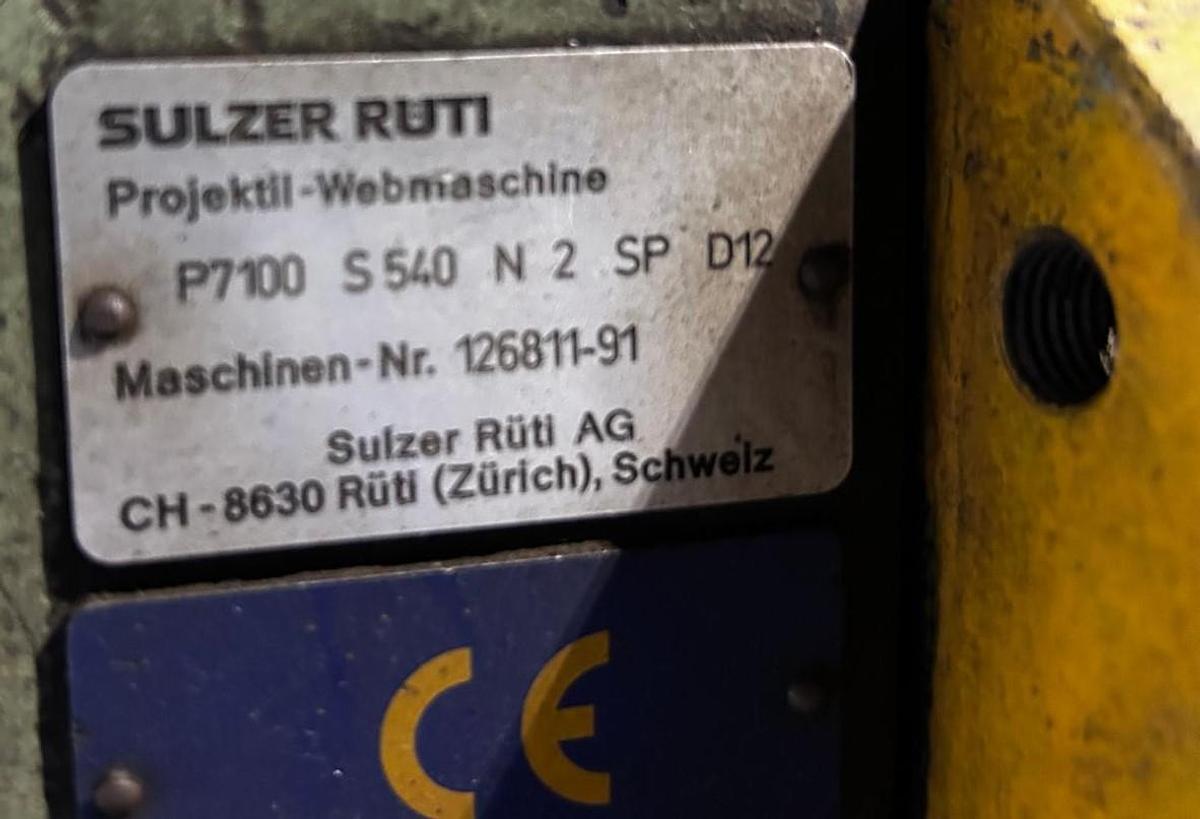 SULZER RÜTI
Projektil-Webmaschine
P7100 S 540 N 2 SP D12
Maschinen-Nr. 126811-91
Sulzer Rüti AG
CH-8630 Rüti (Zürich), Schweiz
CE